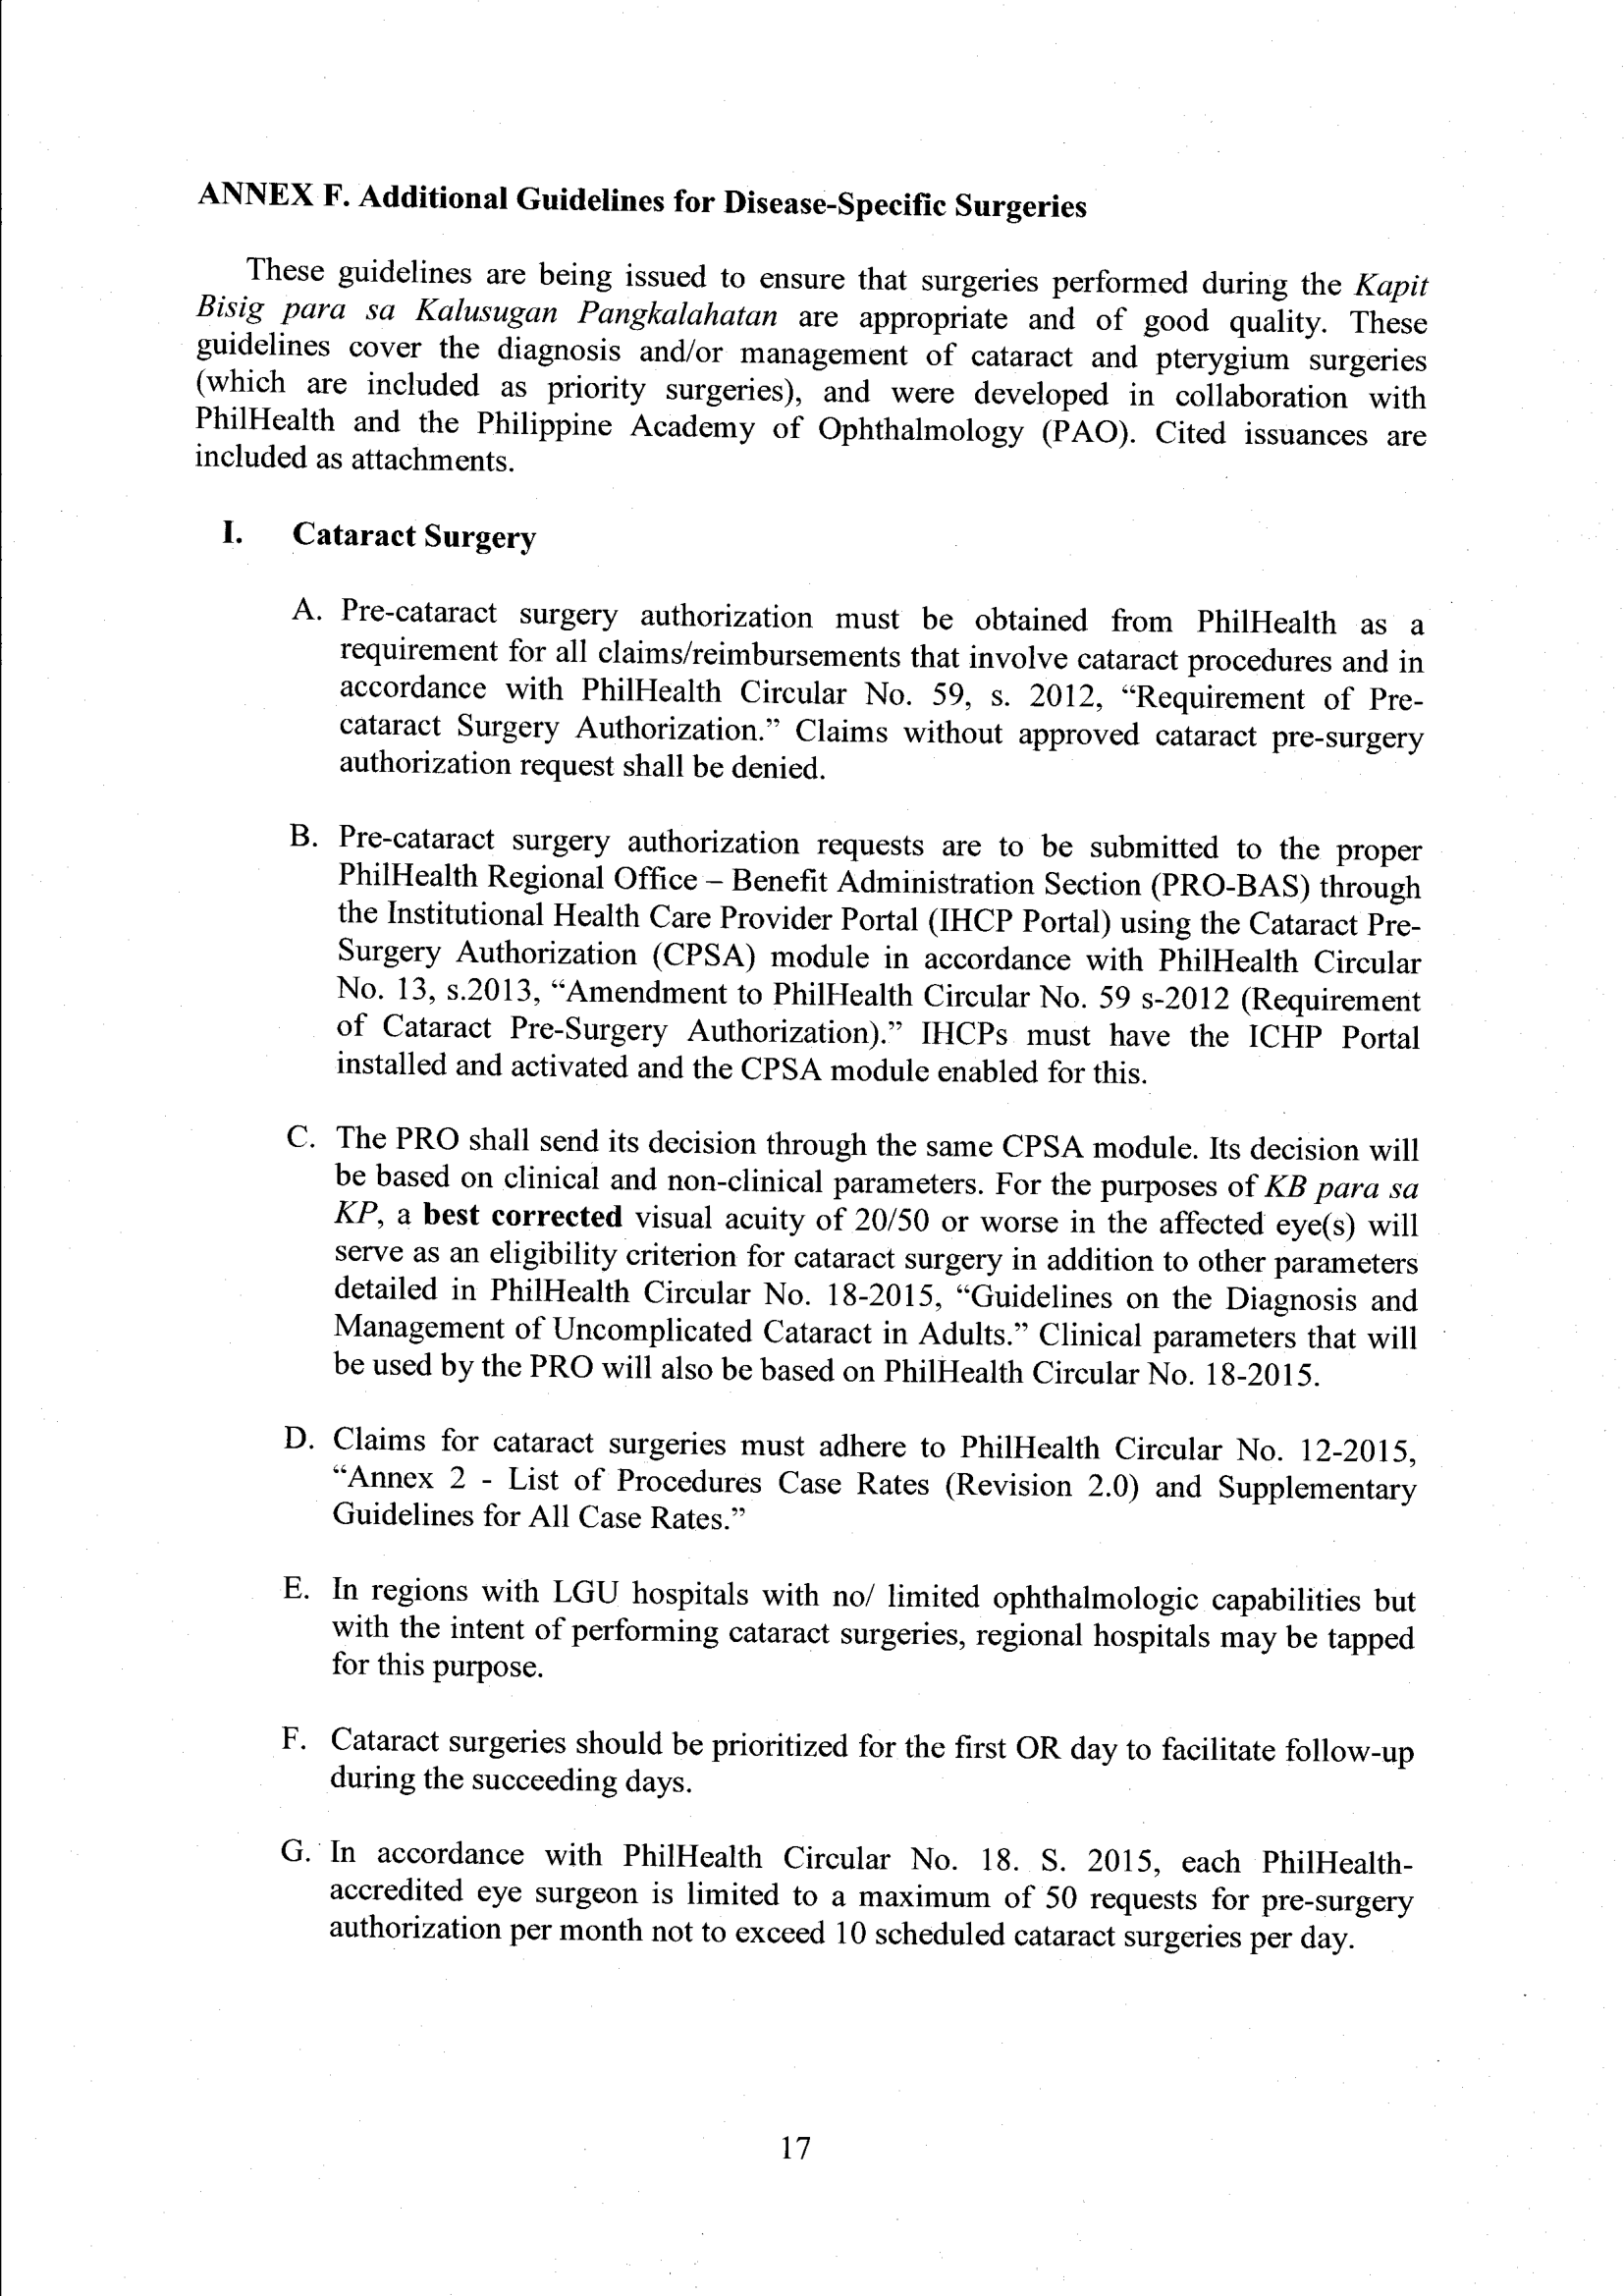 ANNEX F. Additional Guidelines for Disease-Specific Surgeries
These guidelines are being issued to ensure that surgeries performed during the Kapit
Bisig para sa Kalusugan Pangkalahatan are appropriate and of good quality. These
guidelines cover the diagnosis and/or management of cataract and pterygium surgeries
(which are included as priority surgeries), and were developed in collaboration with
PhilHealth and the Philippine Academy of Ophthalmology (PAO). Cited issuances are
included as attachments.
I. Cataract Surgery
A. Pre-cataract surgery authorization must be obtained from PhilHealth as a
requirement for all claims/reimbursements that involve cataract procedures and in
accordance with PhilHealth Circular No. 59, s. 2012, “Requirement of Pre-
cataract Surgery Authorization.” Claims without approved cataract pre-surgery
authorization request shall be denied.
B. Pre-cataract surgery authorization requests are to be submitted to the proper
PhilHealth Regional Office – Benefit Administration Section (PRO-BAS) through
the Institutional Health Care Provider Portal (IHCP Portal) using the Cataract Pre-
Surgery Authorization (CPSA) module in accordance with PhilHealth Circular
No. 13, s.2013, “Amendment to PhilHealth Circular No. 59 s-2012 (Requirement
of Cataract Pre-Surgery Authorization).” IHCPs must have the ICHP Portal
installed and activated and the CPSA module enabled for this.
C. The PRO shall send its decision through the same CPSA module. Its decision will
be based on clinical and non-clinical parameters. For the purposes of KB para sa
KP, a best corrected visual acuity of 20/50 or worse in the affected eye(s) will
serve as an eligibility criterion for cataract surgery in addition to other parameters
detailed in PhilHealth Circular No. 18-2015, “Guidelines on the Diagnosis and
Management of Uncomplicated Cataract in Adults.” Clinical parameters that will
be used by the PRO will also be based on PhilHealth Circular No. 18-2015.
D. Claims for cataract surgeries must adhere to PhilHealth Circular No. 12-2015,
“Annex 2 - List of Procedures Case Rates (Revision 2.0) and Supplementary
Guidelines for All Case Rates.”
E. In regions with LGU hospitals with no/ limited ophthalmologic capabilities but
with the intent of performing cataract surgeries, regional hospitals may be tapped
for this purpose.
F. Cataract surgeries should be prioritized for the first OR day to facilitate follow-up
during the succeeding days.
G. In accordance with PhilHealth Circular No. 18. S. 2015, each PhilHealth-
accredited eye surgeon is limited to a maximum of 50 requests for pre-surgery
authorization per month not to exceed 10 scheduled cataract surgeries per day.
17